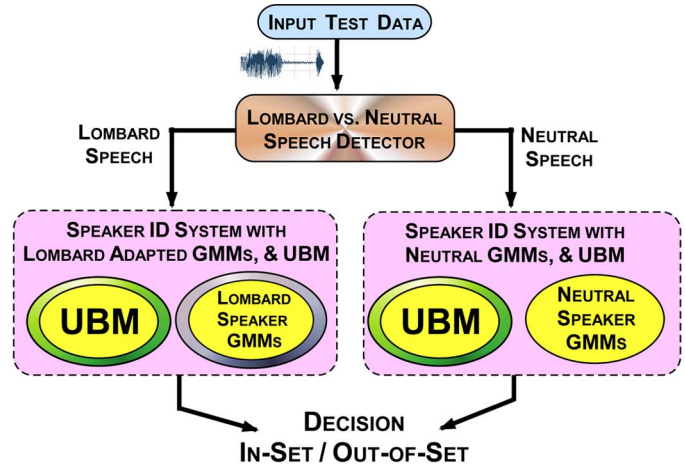 INPUT TEST DATA
LOMBARD VS. NEUTRAL
SPEECH DETECTOR
LOMBARD
SPEECH
NEUTRAL
SPEECH
SPEAKER ID SYSTEM WITH
LOMBARD ADAPTED GMMS, & UBM
UBM
LOMBARD
SPEAKER
GMMS
SPEAKER ID SYSTEM WITH
NEUTRAL GMMS, & UBM
UBM
NEUTRAL
SPEAKER
GMMS
DECISION
IN-SET / OUT-OF-SET